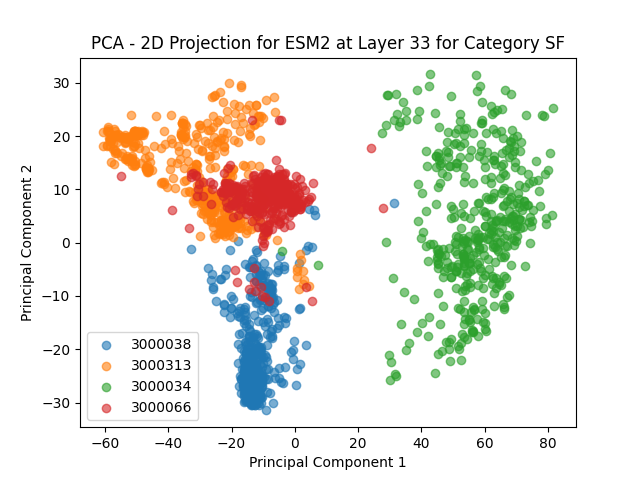 PCA - 2D Projection for ESM2 at Layer 33 for Category SF
Principal Component 2
30
20
10
0
−10
−20
−30
3000038
3000313
3000034
3000066
−60 −40 −20 0 20 40 60 80
Principal Component 1